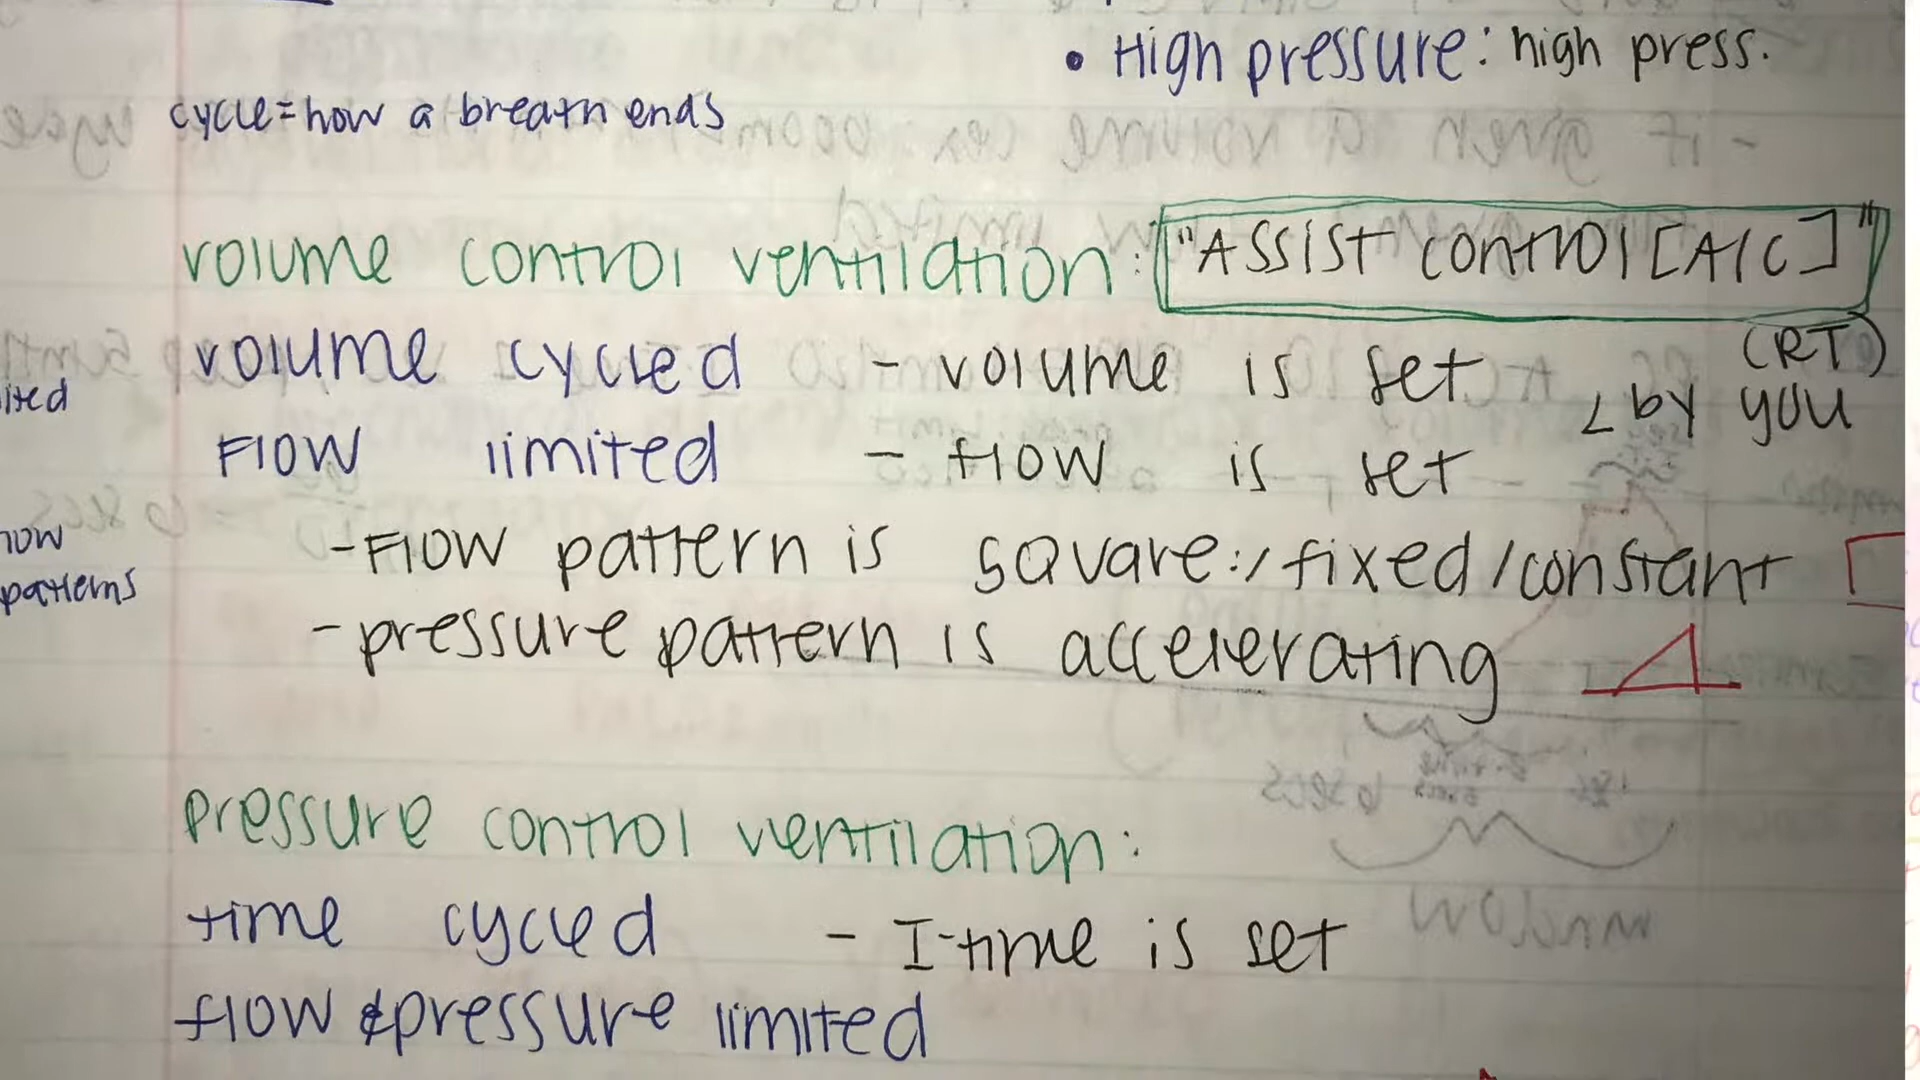 • High pressure: high press.
cycle=how a breath ends
volume control ventilation: "ASSIST control [A/C]"
volume cycled - volume is set
(RT)
ited
< by you
Flow limited - flow is set
-Flow pattern is square:/fixed/constant
patterns
-pressure pattern is accelerating
pressure control ventilation:
time cycled - I-time is set
flow & pressure limited